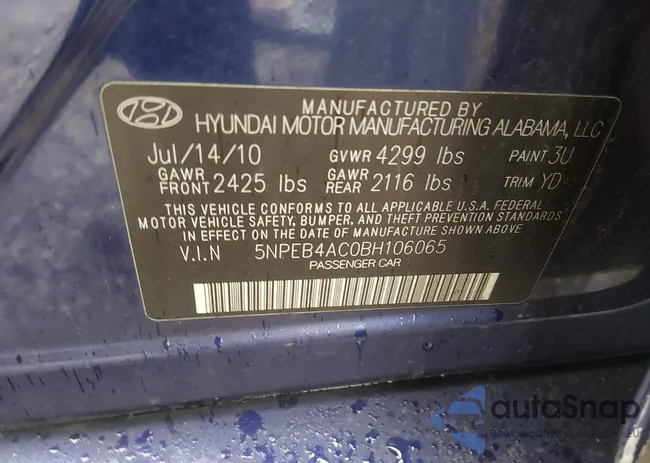 MANUFACTURED BY
HYUNDAI MOTOR MANUFACTURING ALABAMA, LLC
Jul/14/10 GVWR 4299 lbs PAINT 3U
GAWR FRONT 2425 lbs GAWR REAR 2116 lbs TRIM YD
THIS VEHICLE CONFORMS TO ALL APPLICABLE U.S.A. FEDERAL
MOTOR VEHICLE SAFETY, BUMPER, AND THEFT PREVENTION STANDARDS
IN EFFECT ON THE DATE OF MANUFACTURE SHOWN ABOVE.
V.I.N 5NPEB4AC0BH106065
PASSENGER CAR
autoSnap